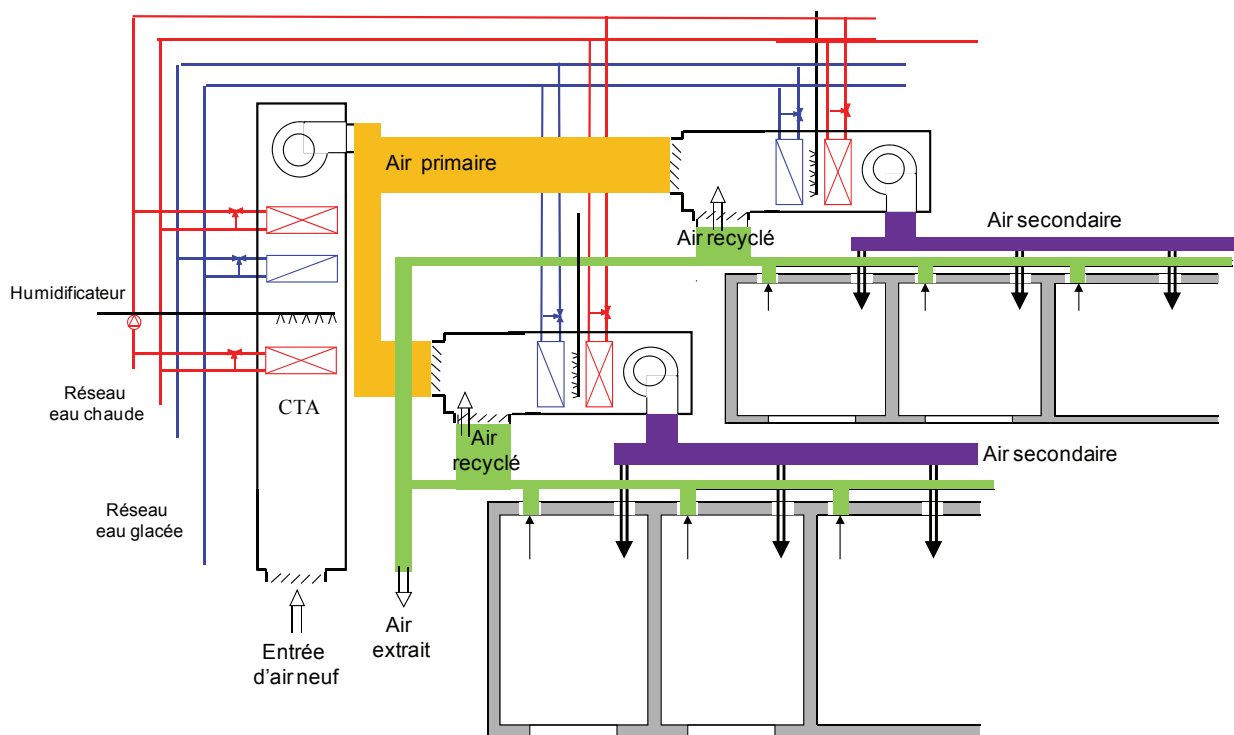 Air primaire
Air recyclé
Air secondaire
Humidificateur
Réseau
eau chaude
CTA
Air
recyclé
Air secondaire
Réseau
eau glacée
Entrée
d'air neuf
Air
extrait